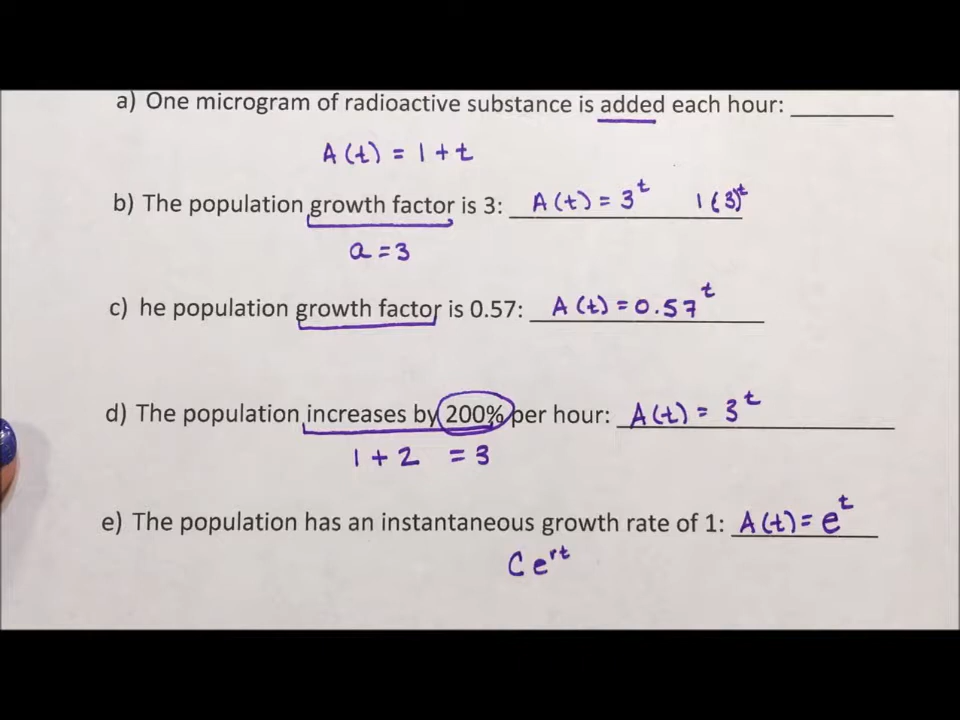 a) One microgram of radioactive substance is added each hour: ________
A(t) = 1 + t
b) The population growth factor is 3: A(t) = 3^t 1(3)^t
a = 3
c) he population growth factor is 0.57: A(t) = 0.57^t
d) The population increases by 200% per hour: A(t) = 3^t
1 + 2 = 3
e) The population has an instantaneous growth rate of 1: A(t) = e^t
C e^rt